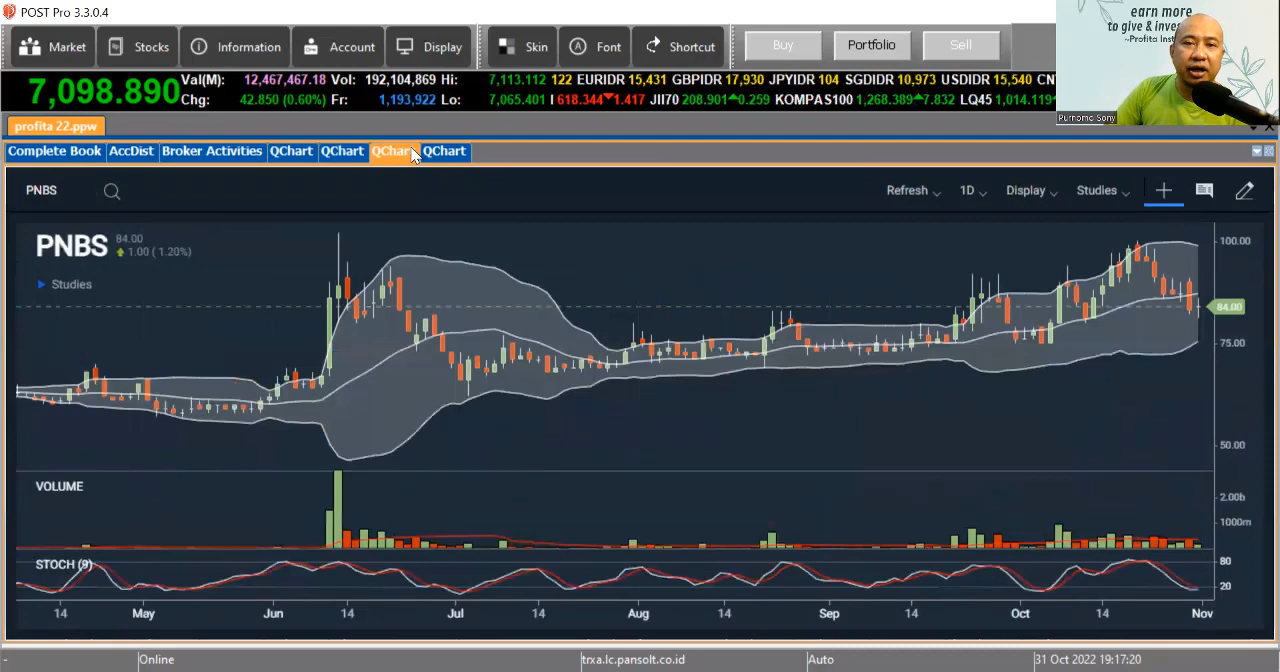 POST Pro 3.3.0.4
Market
Stocks
Information
Account
Display
Skin
Font
Shortcut
Buy
Portfolio
Sell
earn more
to give & inve
~Profita Inst
Purnomo Sony
7,098.890
Val(M): 12,467,467.18 Vol: 192,104,869 Hi: 7,113.112 122 EURIDR 15,431 GBPIDR 17,930 JPYIDR 104 SGDIDR 10,973 USDIDR 15,540 CN
Chg: 42.850 (0.60%) Fr: 1,193,922 Lo: 7,065.401 I 618.344 1.417 JII70 208.901 0.259 KOMPAS100 1,268.389 7.832 LQ45 1,014.119
profita 22.ppw
Complete Book
AccDist
Broker Activities
QChart
QChart
QChart
QChart
PNBS
Refresh
1D
Display
Studies
PNBS
84.00
1.00 ( 1.20%)
Studies
100.00
84.00
75.00
50.00
VOLUME
2.00b
1000m
STOCH (9)
80
20
14
May
Jun
14
Jul
14
Aug
14
Sep
14
Oct
14
Nov
-
Online
trxa.lc.pansolt.co.id
Auto
31 Oct 2022 19:17:20